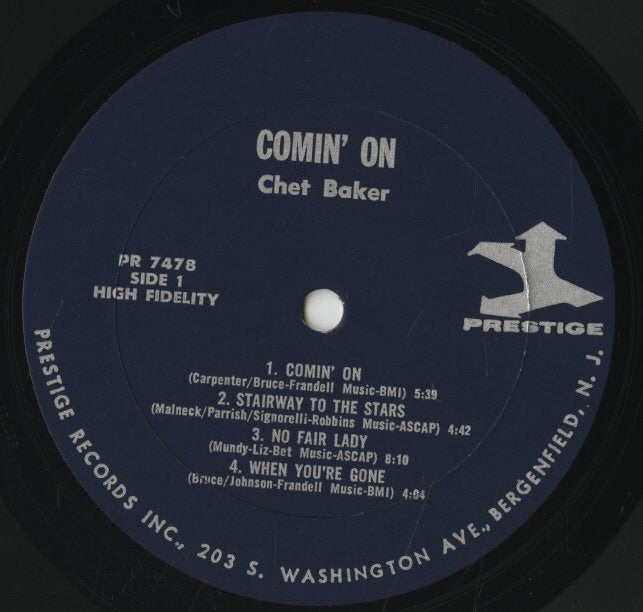 COMIN' ON
Chet Baker
PR 7478
SIDE 1
HIGH FIDELITY
PRESTIGE
1. COMIN' ON
(Carpenter/Bruce-Frandell Music-BMI) 5:39
2. STAIRWAY TO THE STARS
(Malneck/Parrish/Signorelli-Robbins Music-ASCAP) 4:42
3. NO FAIR LADY
(Mundy-Liz-Bet Music-ASCAP) 8:10
4. WHEN YOU'RE GONE
(Bruce/Johnson-Frandell Music-BMI) 4:04
PRESTIGE RECORDS INC., 203 S. WASHINGTON AVE., BERGENFIELD, N. J.